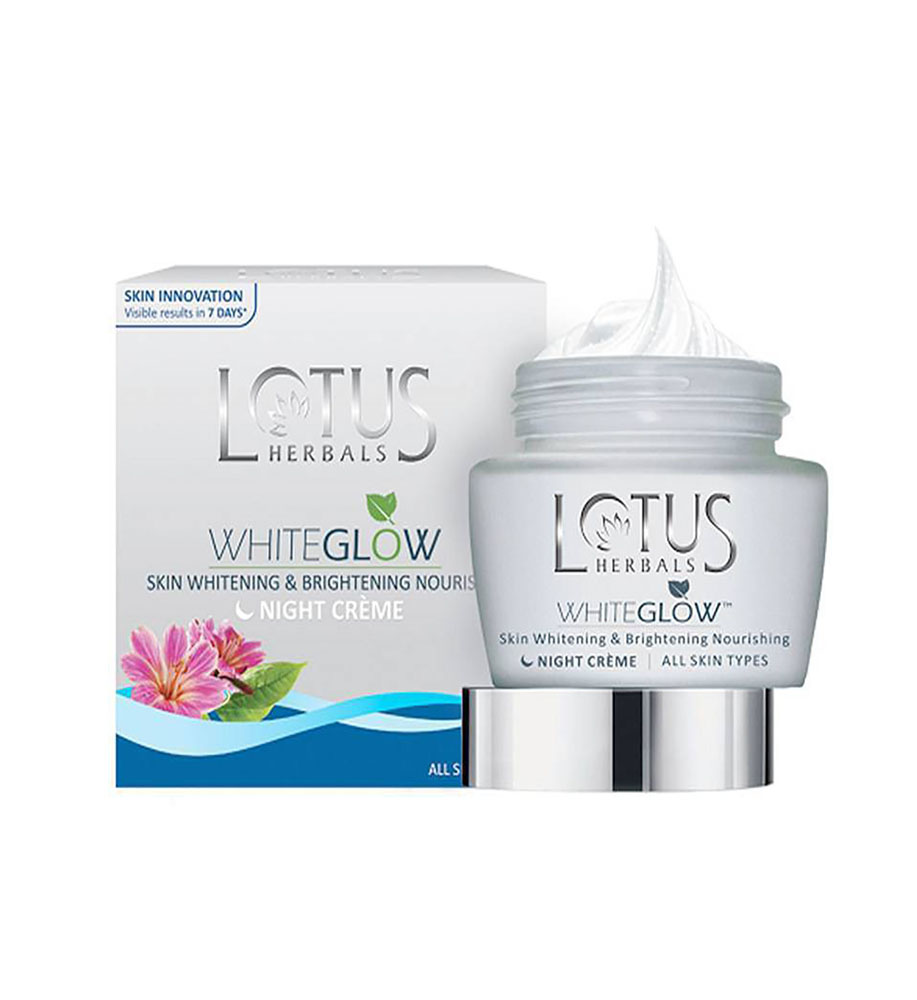 SKIN INNOVATION
Visible results in 7 DAYS*
LOTUS
HERBALS
WHITEGLOW
SKIN WHITENING & BRIGHTENING
NIGHT CRÈME
ALL
LOTUS
HERBALS
WHITEGLOW™
Skin Whitening & Brightening Nourishing
NIGHT CRÈME | ALL SKIN TYPES